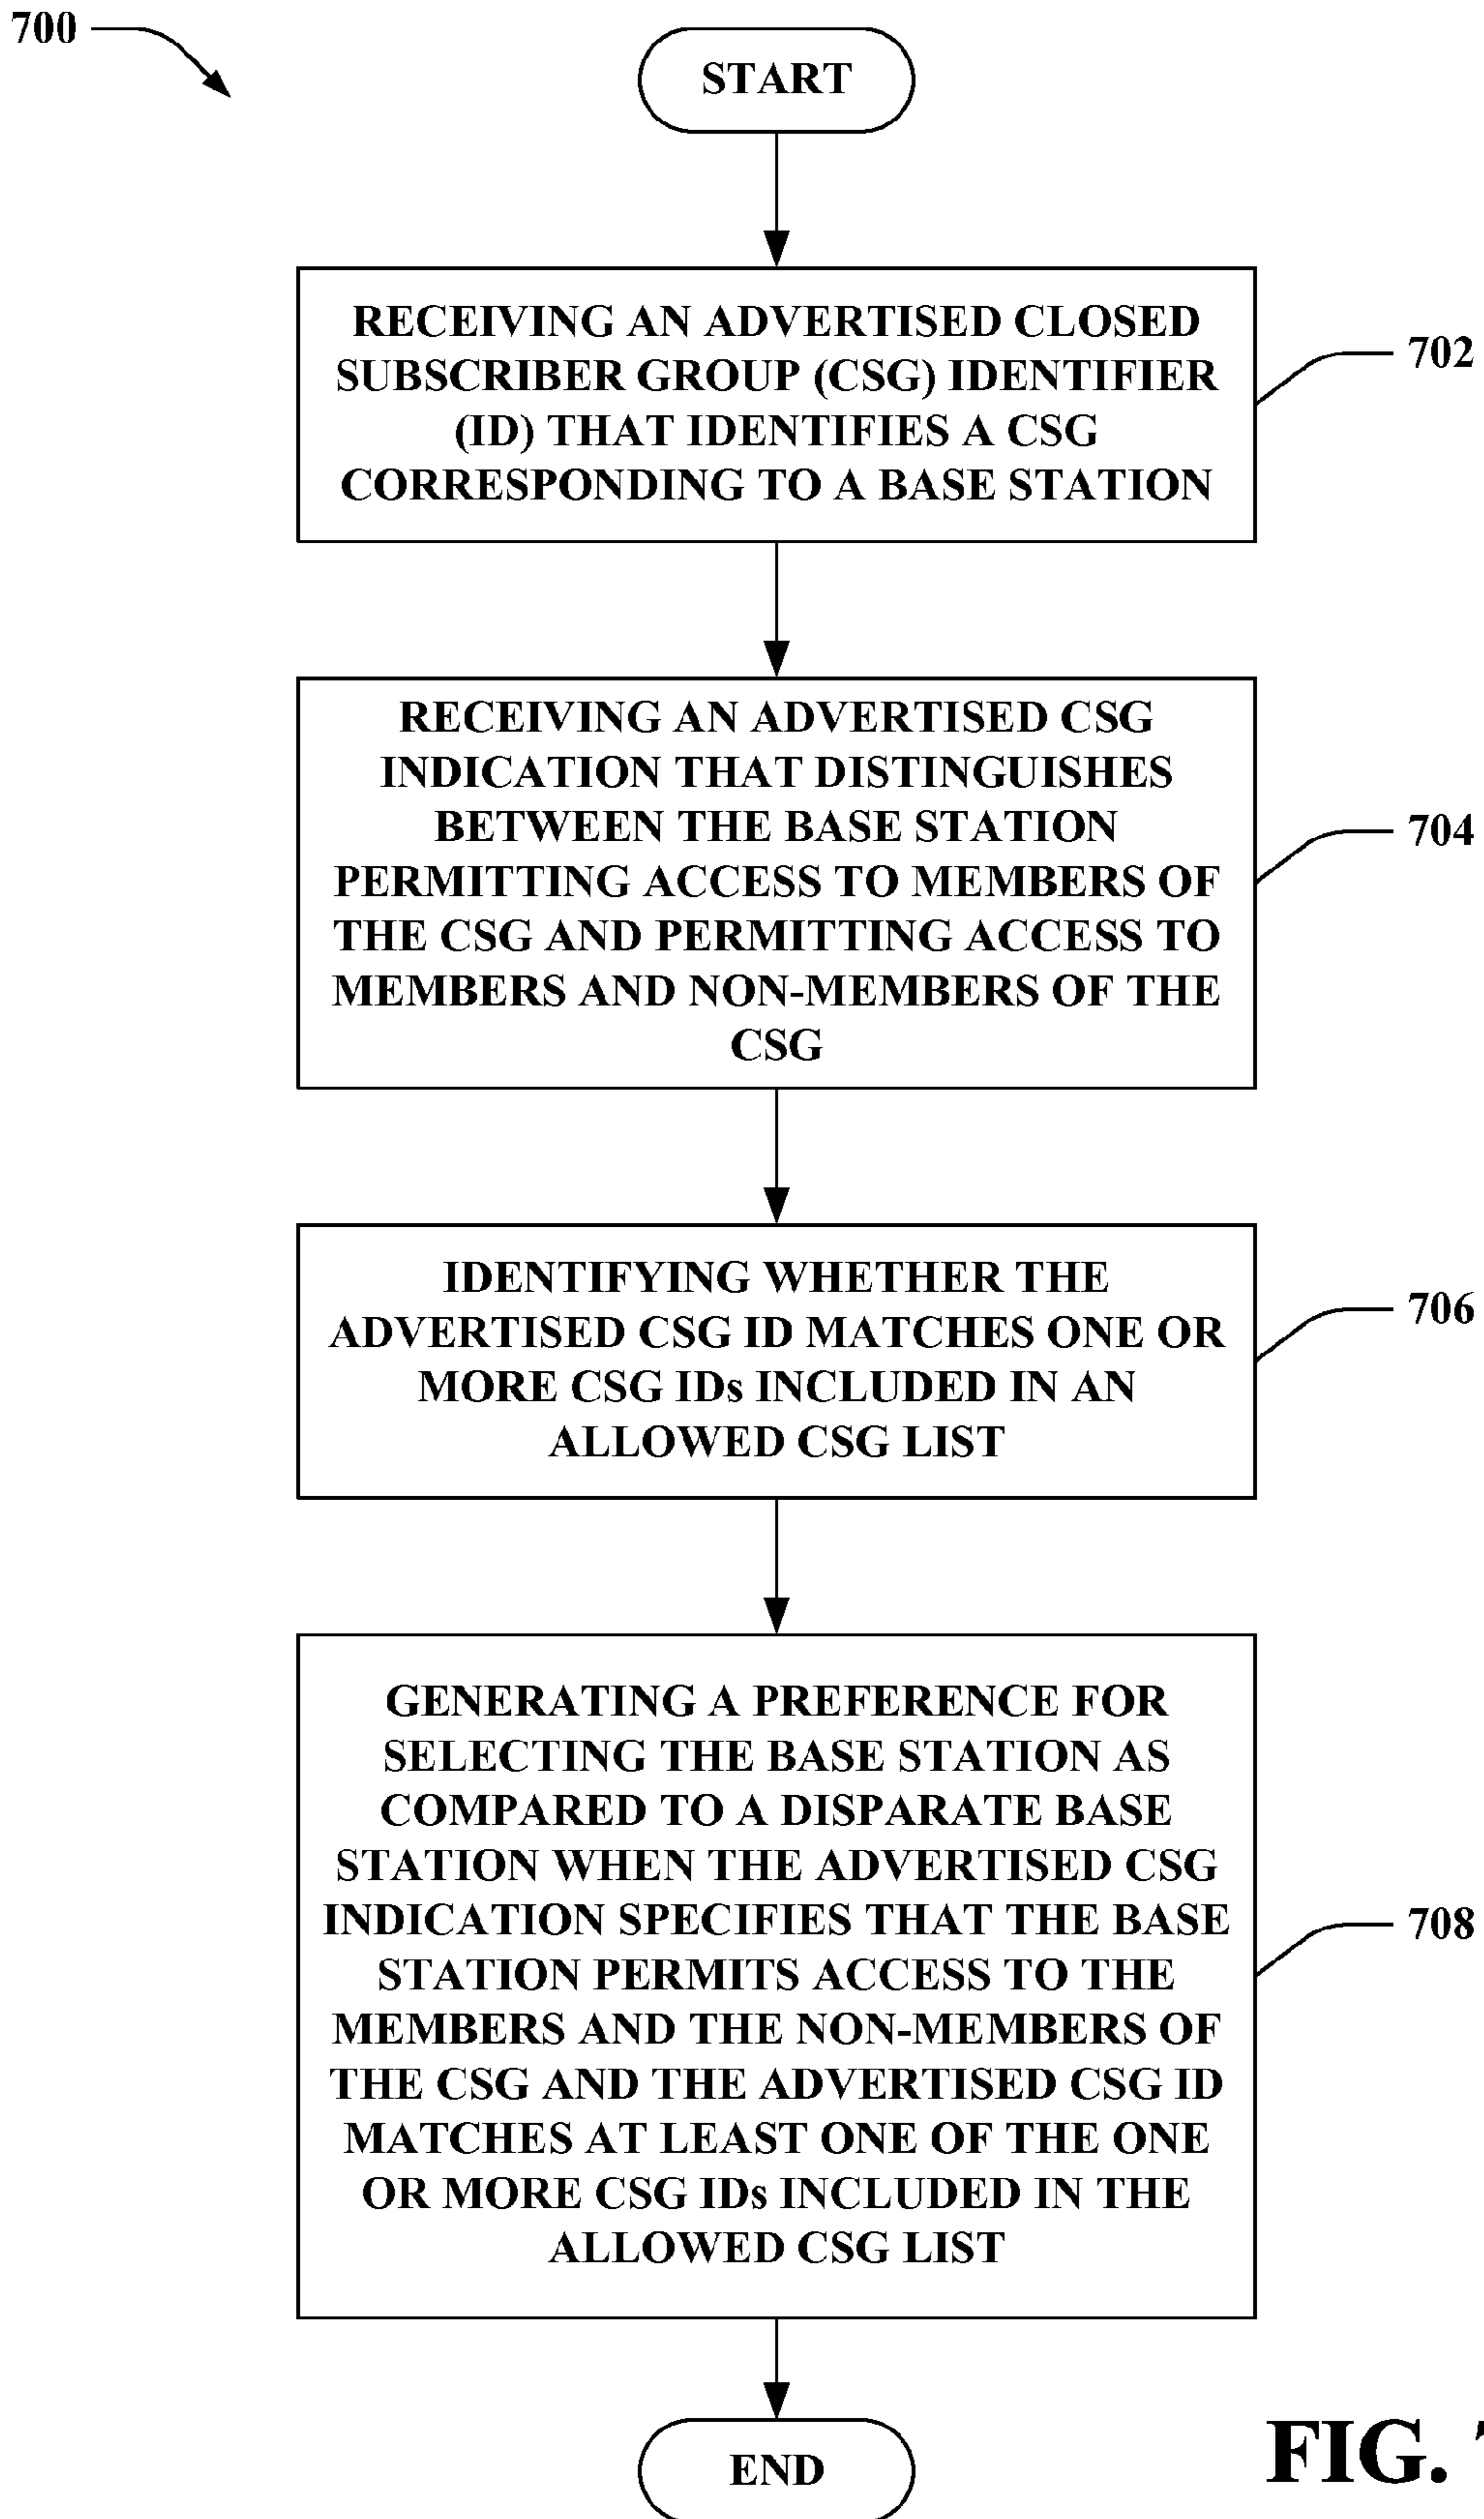 700
START
RECEIVING AN ADVERTISED CLOSED
SUBSCRIBER GROUP (CSG) IDENTIFIER
(ID) THAT IDENTIFIES A CSG
CORRESPONDING TO A BASE STATION
702
RECEIVING AN ADVERTISED CSG
INDICATION THAT DISTINGUISHES
BETWEEN THE BASE STATION
PERMITTING ACCESS TO MEMBERS OF
THE CSG AND PERMITTING ACCESS TO
MEMBERS AND NON-MEMBERS OF THE
CSG
704
IDENTIFYING WHETHER THE
ADVERTISED CSG ID MATCHES ONE OR
MORE CSG IDs INCLUDED IN AN
ALLOWED CSG LIST
706
GENERATING A PREFERENCE FOR
SELECTING THE BASE STATION AS
COMPARED TO A DISPARATE BASE
STATION WHEN THE ADVERTISED CSG
INDICATION SPECIFIES THAT THE BASE
STATION PERMITS ACCESS TO THE
MEMBERS AND THE NON-MEMBERS OF
THE CSG AND THE ADVERTISED CSG ID
MATCHES AT LEAST ONE OF THE ONE
OR MORE CSG IDs INCLUDED IN THE
ALLOWED CSG LIST
708
END
FIG.